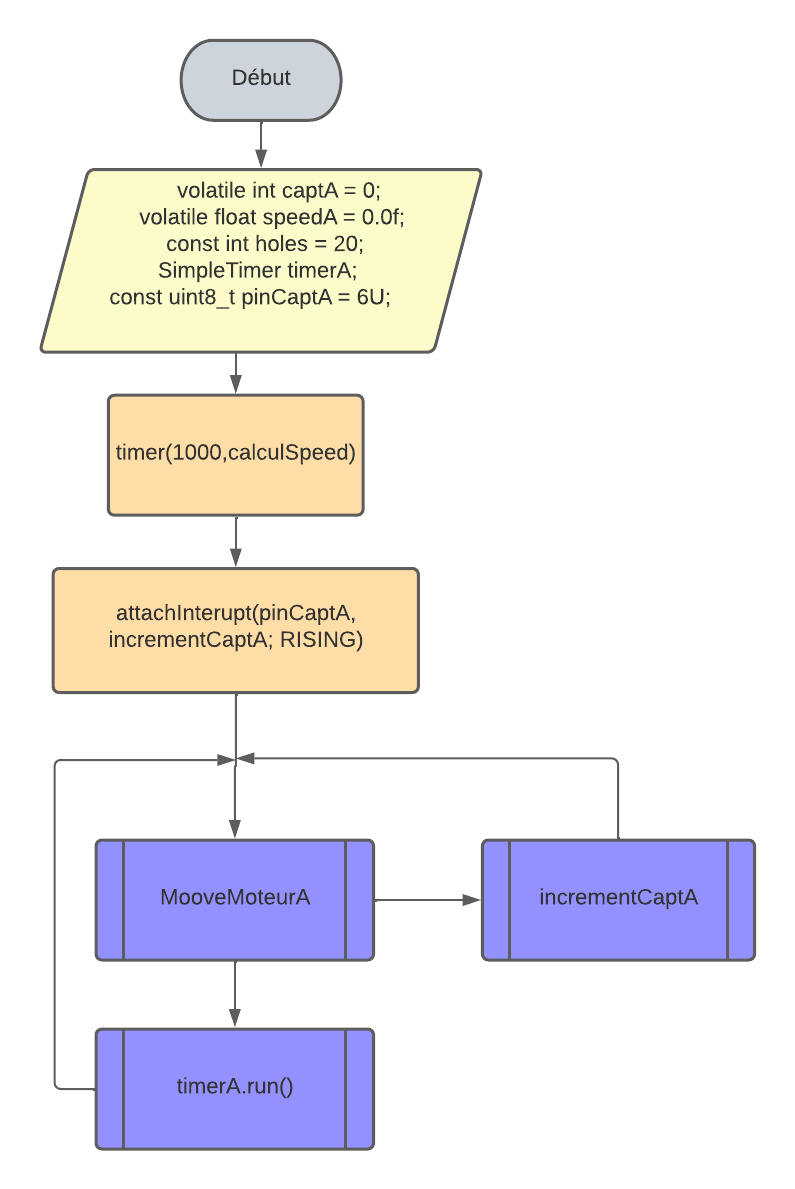 Début
volatile int captA = 0;
volatile float speedA = 0.0f;
const int holes = 20;
SimpleTimer timerA;
const uint8_t pinCaptA = 6U;
timer(1000,calculSpeed)
attachInterupt(pinCaptA,
incrementCaptA; RISING)
MooveMoteurA
incrementCaptA
timerA.run()